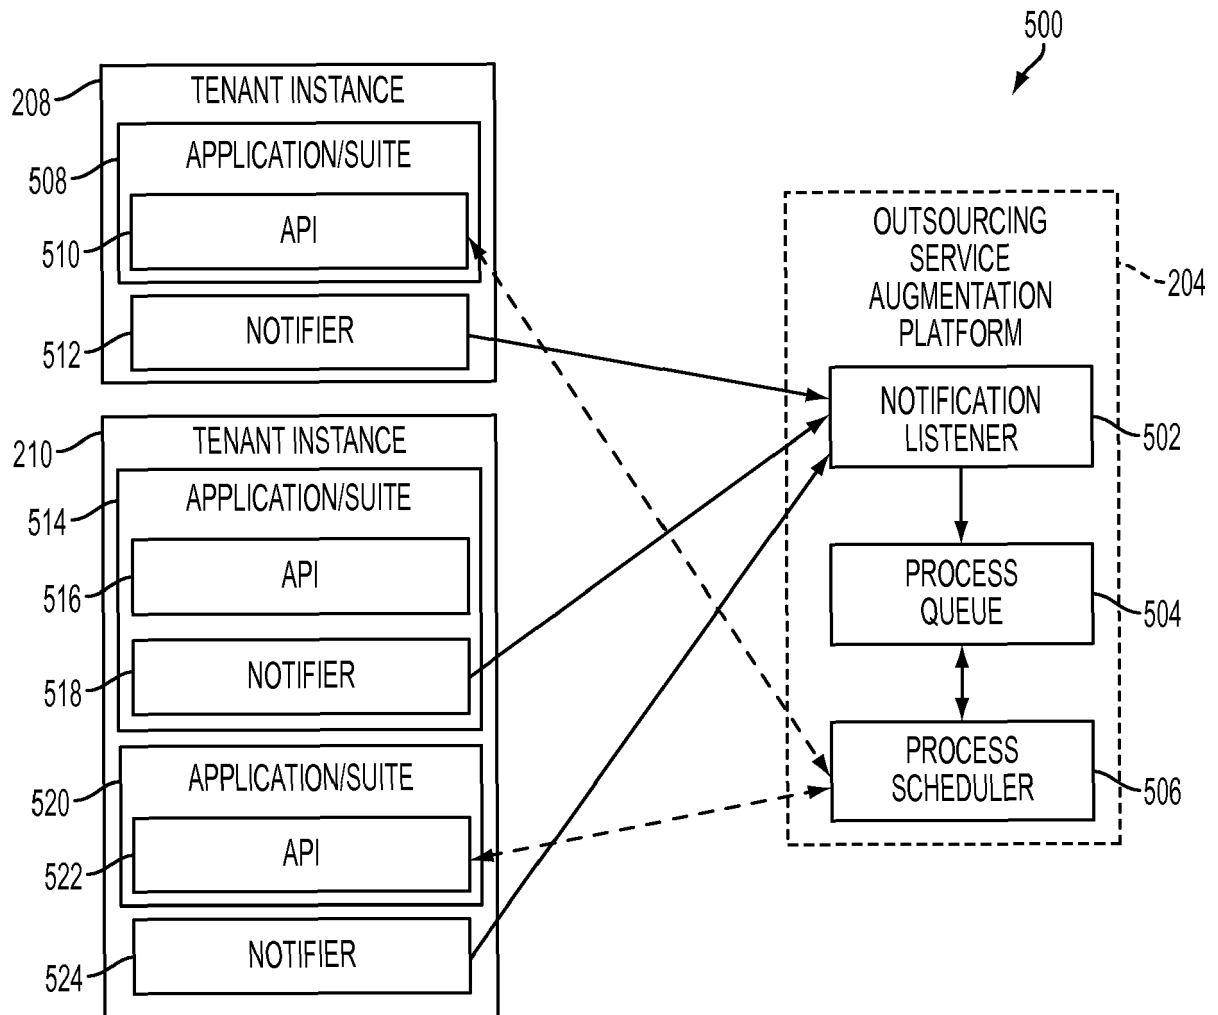 500
208
TENANT INSTANCE
APPLICATION/SUITE
508
API
510
NOTIFIER
512
210
TENANT INSTANCE
APPLICATION/SUITE
514
API
516
NOTIFIER
518
APPLICATION/SUITE
520
API
522
NOTIFIER
524
OUTSOURCING
SERVICE
AUGMENTATION
PLATFORM
204
NOTIFICATION
LISTENER
502
PROCESS
QUEUE
504
PROCESS
SCHEDULER
506